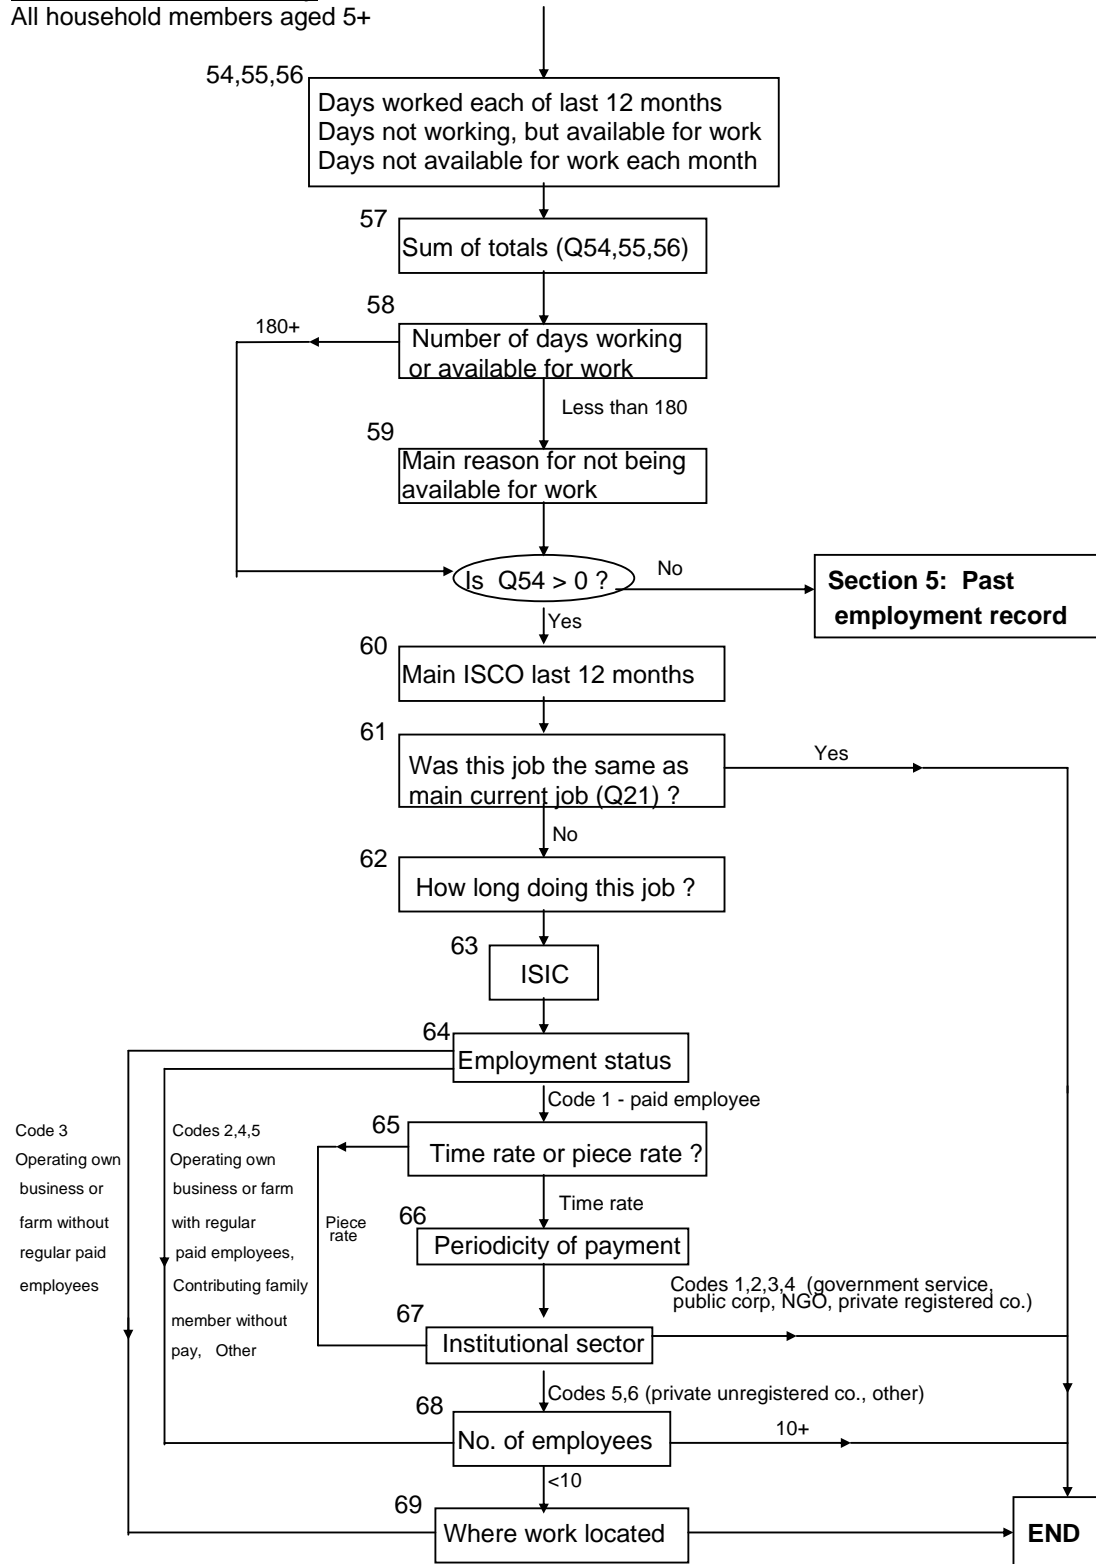 All household members aged 5+
54,55,56
Days worked each of last 12 months
Days not working, but available for work
Days not available for work each month
57
Sum of totals (Q54,55,56)
58
180+
Number of days working
or available for work
Less than 180
59
Main reason for not being
available for work
Is Q54 > 0 ?
No
Section 5: Past
employment record
Yes
60
Main ISCO last 12 months
61
Was this job the same as
main current job (Q21) ?
Yes
No
62
How long doing this job ?
63
ISIC
64
Employment status
Code 1 - paid employee
Code 3
Operating own
business or
farm without
regular paid
employees
Codes 2,4,5
Operating own
business or farm
with regular
paid employees,
Contributing family
member without
pay, Other
65
Time rate or piece rate ?
Piece
rate
Time rate
66
Periodicity of payment
Codes 1,2,3,4 (government service,
public corp, NGO, private registered co.)
67
Institutional sector
Codes 5,6 (private unregistered co., other)
68
No. of employees
10+
<10
69
Where work located
END